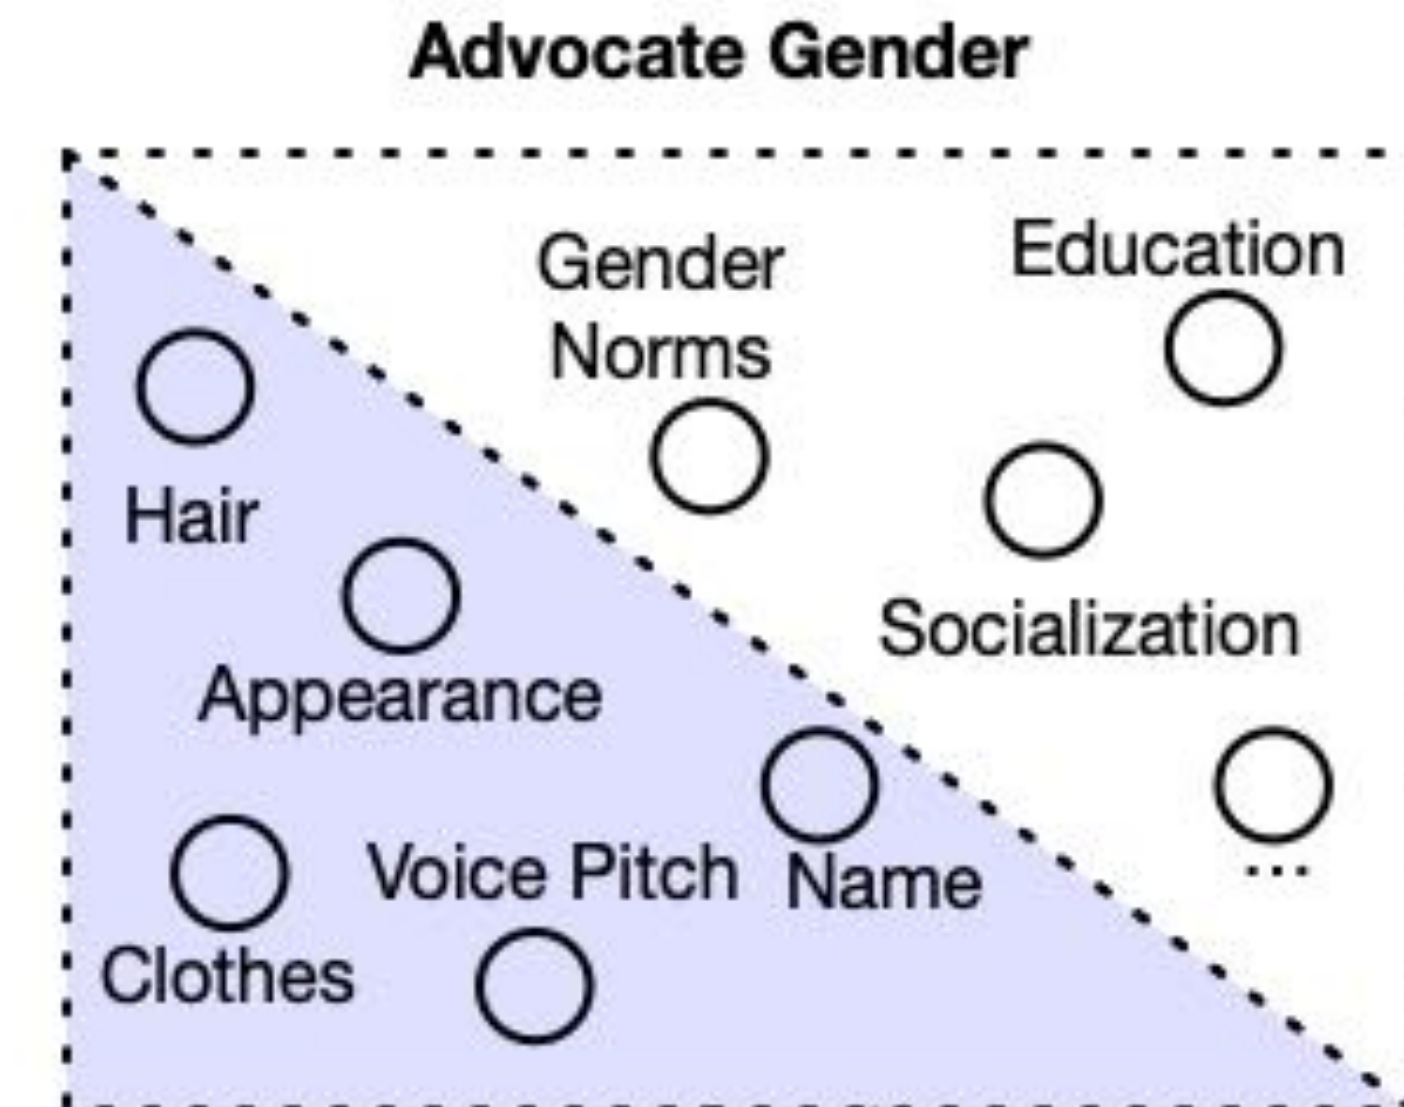 Advocate Gender
Education
Gender
Norms
Hair
Socialization
Appearance
Voice Pitch
Name
...
Clothes